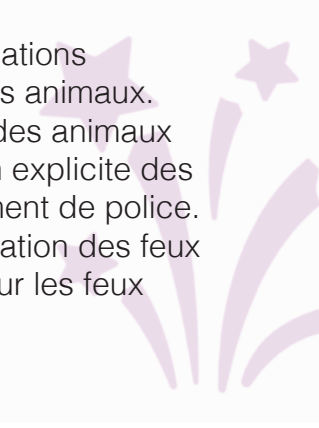 ations
s animaux.
des animaux
explicite des
ment de police.
ation des feux
ur les feux